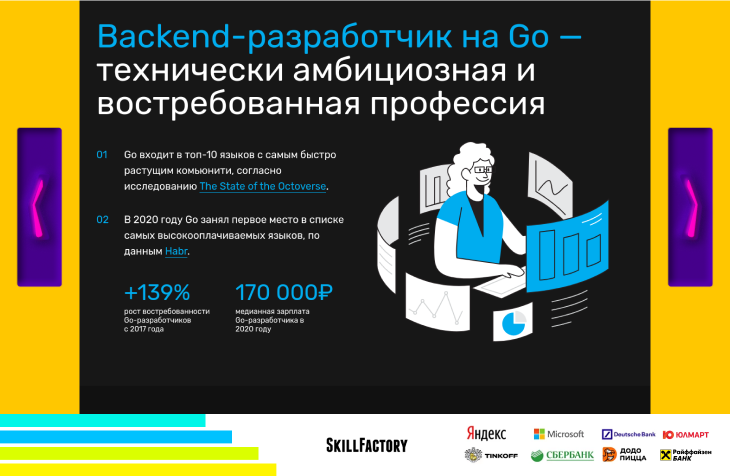 Backend-разработчик на Go —
технически амбициозная и
востребованная профессия
01
Go входит в топ-10 языков с самым быстро
растущим комьюнити, согласно
исследованию The State of the Octoverse.
02
В 2020 году Go занял первое место в списке
самых высокооплачиваемых языков, по
данным Habr.
+139%
рост востребованности
Go-разработчиков
с 2017 года
170 000₽
медианная зарплата
Go-разработчика в
2020 году
SKILLFACTORY
Яндекс
Microsoft
Deutsche Bank
ЮЛМАРТ
TINKOFF
СБЕРБАНК
ДОДО
ПИЦЦА
Райффайзен
БАНК